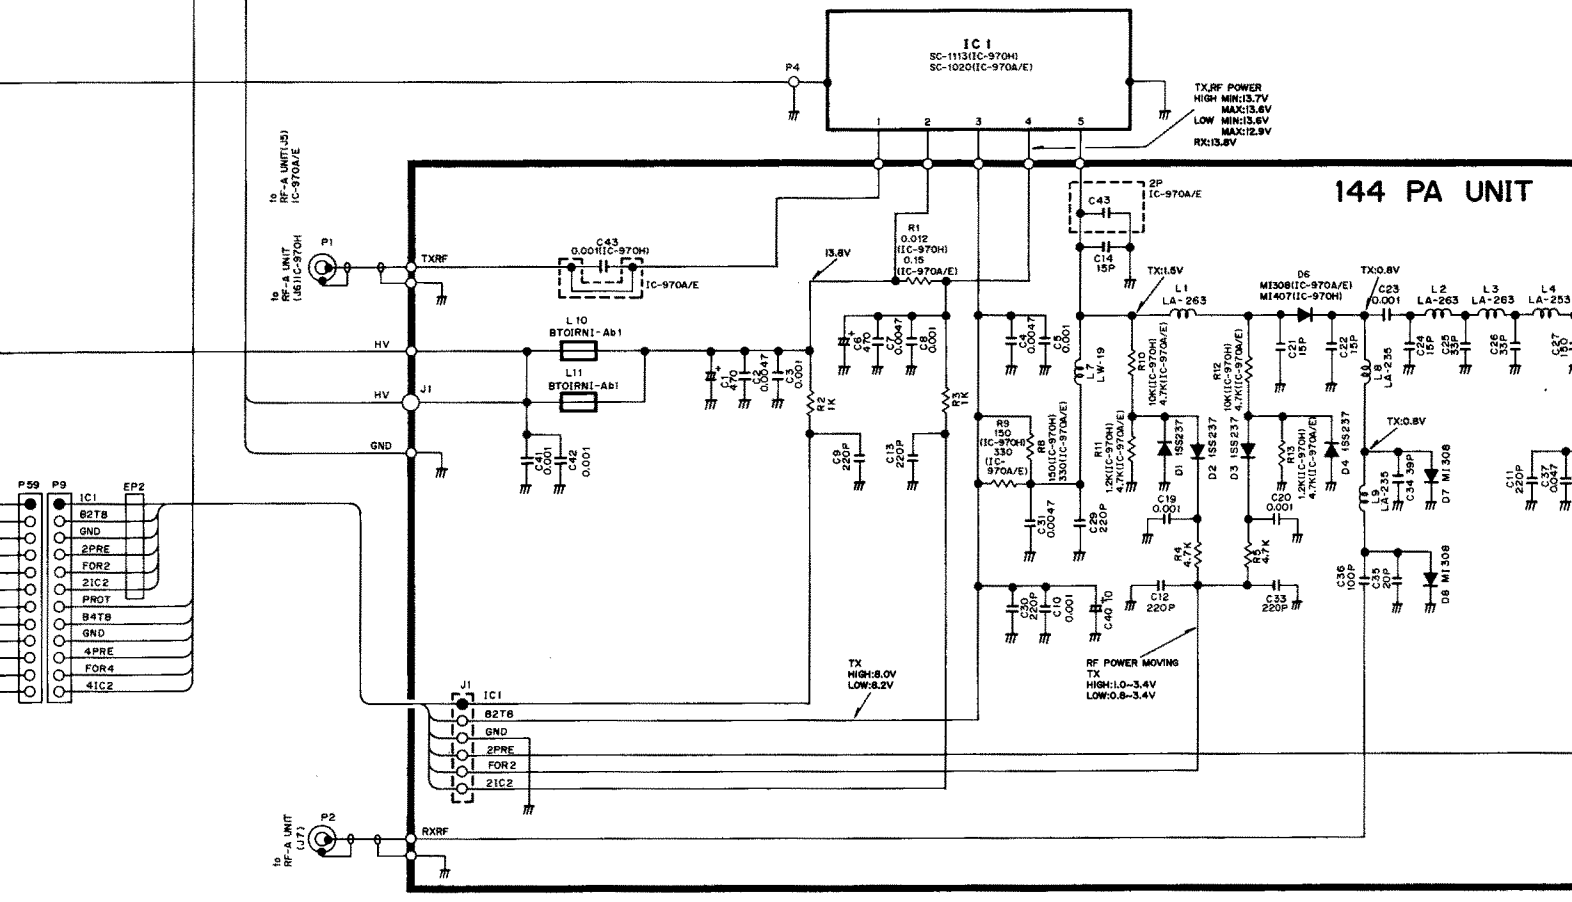 IC 1
SC-1113(IC-970H)
SC-1020(IC-970A/E)
P4
1 2 3 4 5
TX,RF POWER
HIGH MIN:13.7V
MAX:13.6V
LOW MIN:13.6V
MAX:12.9V
RX:13.8V
144 PA UNIT
to
RF-A UNIT(J5)
IC-970A/E
to
RF-A UNIT
(J6)(IC-970H
P1
TXRF
C43
0.001(IC-970H)
IC-970A/E
2P
IC-970A/E
C43
C14
15P
R1
0.012
(IC-970H)
0.15
(IC-970A/E)
13.8V
HV
L10
BT01RN1-Ab1
L11
BT01RN1-Ab1
HV
J1
GND
C41
0.001
C42
0.001
C1
470
C2
0.0047
C3
0.001
R2
1K
C6
470
C7
0.0047
C8
0.001
R3
1K
C9
220P
C13
220P
C4
0.0047
C5
0.001
L7
LW-19
R9
150
(IC-970H)
330
(IC-
970A/E)
R8
150(IC-970H)
330(IC-970A/E)
C31
0.0047
C29
220P
TX:1.5V
L1
LA-263
R10
10K(IC-970H)
4.7K(IC-970A/E)
R11
1.2K(IC-970H)
4.7K(IC-970A/E)
D1 1SS237
D2 1SS237
C19
0.001
R4
4.7K
R12
10K(IC-970H)
4.7K(IC-970A/E)
D3 1SS237
R13
1.2K(IC-970H)
4.7K(IC-970A/E)
D4 1SS237
C20
0.001
R5
4.7K
C12
220P
C33
220P
D6
MI308(IC-970A/E)
MI407(IC-970H)
C21
15P
C22
15P
TX:0.8V
C23
0.001
L2
LA-263
L3
LA-263
L4
LA-253
C24
15P
C25
33P
C26
33P
C27
L8
LA-235
TX:0.8V
L9
LA-235
C34 39P
D7 MI308
C11
220P
C37
0.047
C36
100P
C35
20P
D8 MI308
C30
220P
C10
0.001
C40 10
RF POWER MOVING
TX
HIGH:1.0~3.4V
LOW:0.8~3.4V
TX
HIGH:8.0V
LOW:8.2V
P59 P9 EP2
IC1
B2T8
GND
2PRE
FOR2
2IC2
PROT
B4T8
GND
4PRE
FOR4
4IC2
J1
IC1
B2T8
GND
2PRE
FOR2
2IC2
to
RF-A UNIT
(J7)
P2
RXRF